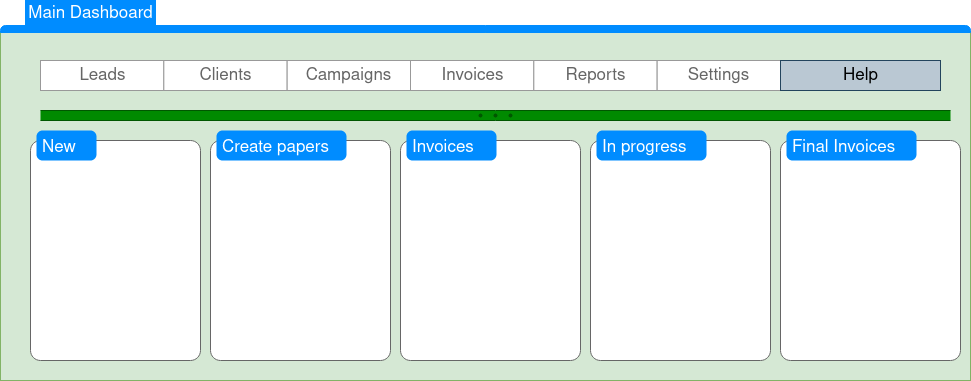 Main Dashboard
Leads Clients Campaigns Invoices Reports Settings Help
New Create papers Invoices In progress Final Invoices